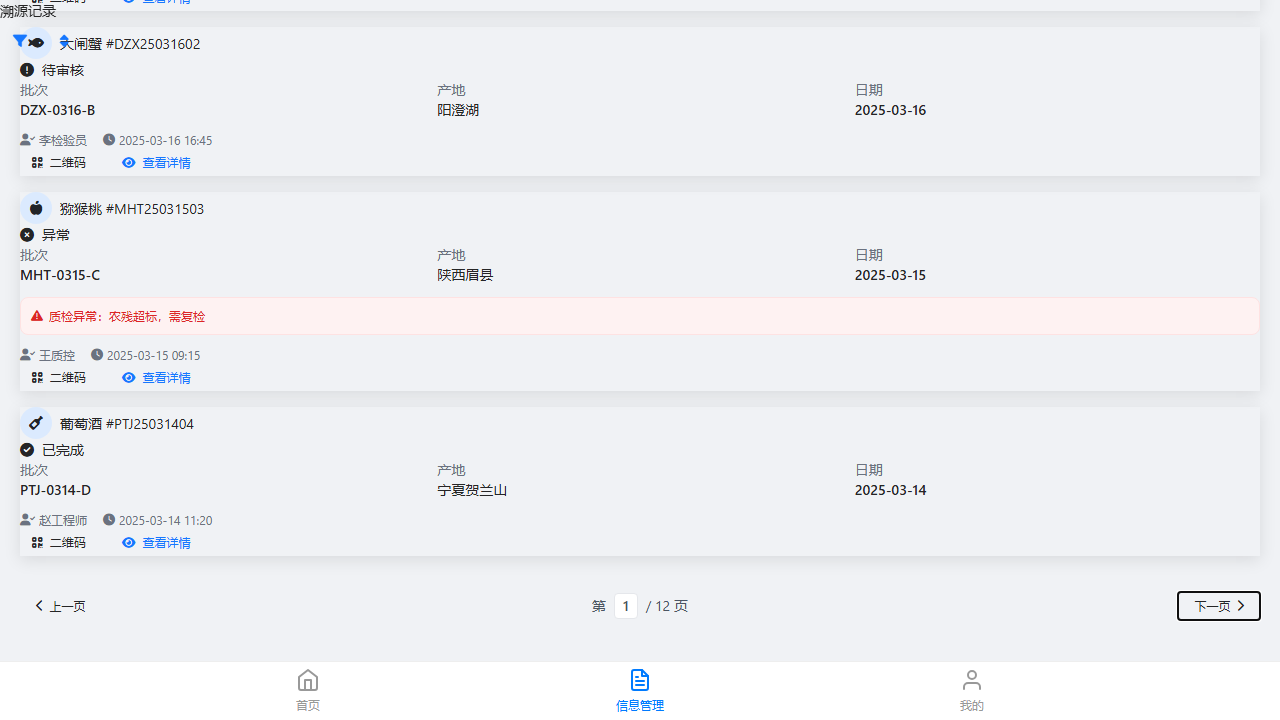 溯源记录
大闸蟹 #DZX25031602
待审核
批次 产地 日期
DZX-0316-B 阳澄湖 2025-03-16
李检验员 2025-03-16 16:45
二维码 查看详情
猕猴桃 #MHT25031503
异常
批次 产地 日期
MHT-0315-C 陕西眉县 2025-03-15
质检异常：农残超标，需复检
王质控 2025-03-15 09:15
二维码 查看详情
葡萄酒 #PTJ25031404
已完成
批次 产地 日期
PTJ-0314-D 宁夏贺兰山 2025-03-14
赵工程师 2025-03-14 11:20
二维码 查看详情
上一页 第 1 / 12 页 下一页
首页 信息管理 我的